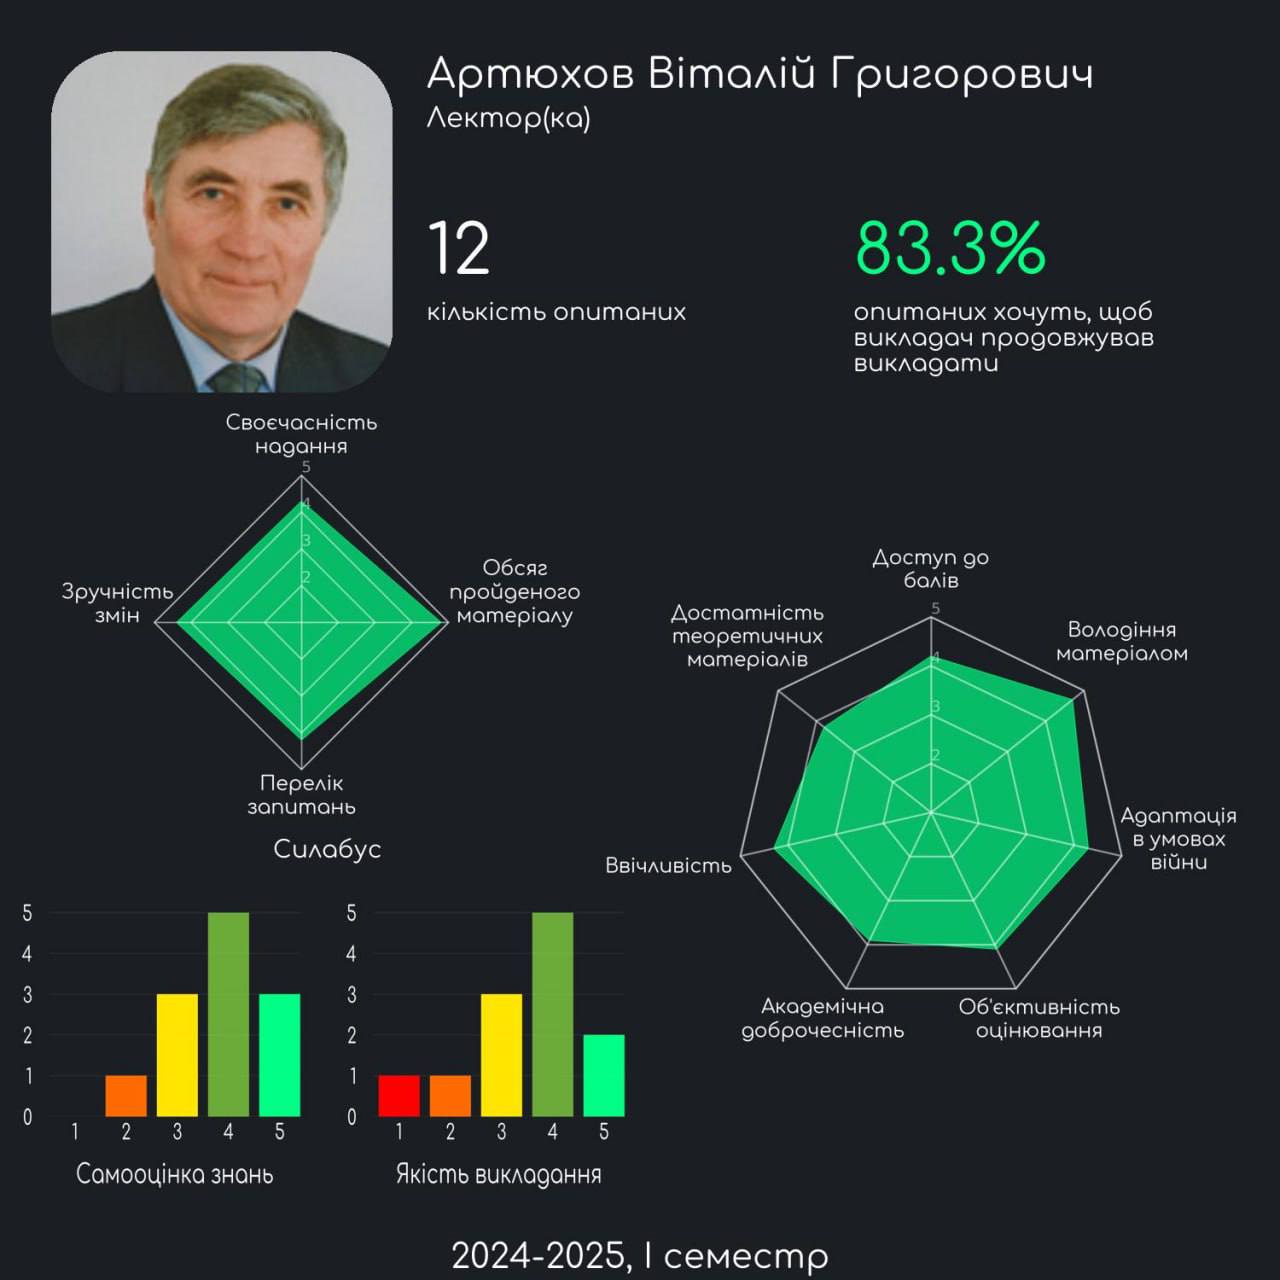 Артюхов Віталій Григорович
Лектор(ка)
12
кількість опитаних
83.3%
опитаних хочуть, щоб
викладач продовжував
викладати
Своєчасність
надання
5
4
3
2
Зручність
змін
Обсяг
пройденого
матеріалу
Перелік
запитань
Силабус
Доступ до
балів
5
4
3
2
Достатність
теоретичних
матеріалів
Володіння
матеріалом
Адаптація
в умовах
війни
Ввічливість
Академічна
доброчесність
Об'єктивність
оцінювання
5
4
3
2
1
0
1 2 3 4 5
Самооцінка знань
5
4
3
2
1
0
1 2 3 4 5
Якість викладання
2024-2025, I семестр